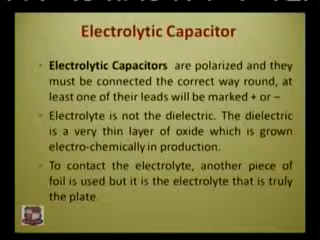 Electrolytic Capacitor
Electrolytic Capacitors are polarized and they
must be connected the correct way round, at
least one of their leads will be marked + or –
Electrolyte is not the dielectric. The dielectric
is a very thin layer of oxide which is grown
electro-chemically in production.
To contact the electrolyte, another piece of
foil is used but it is the electrolyte that is truly
the plate.